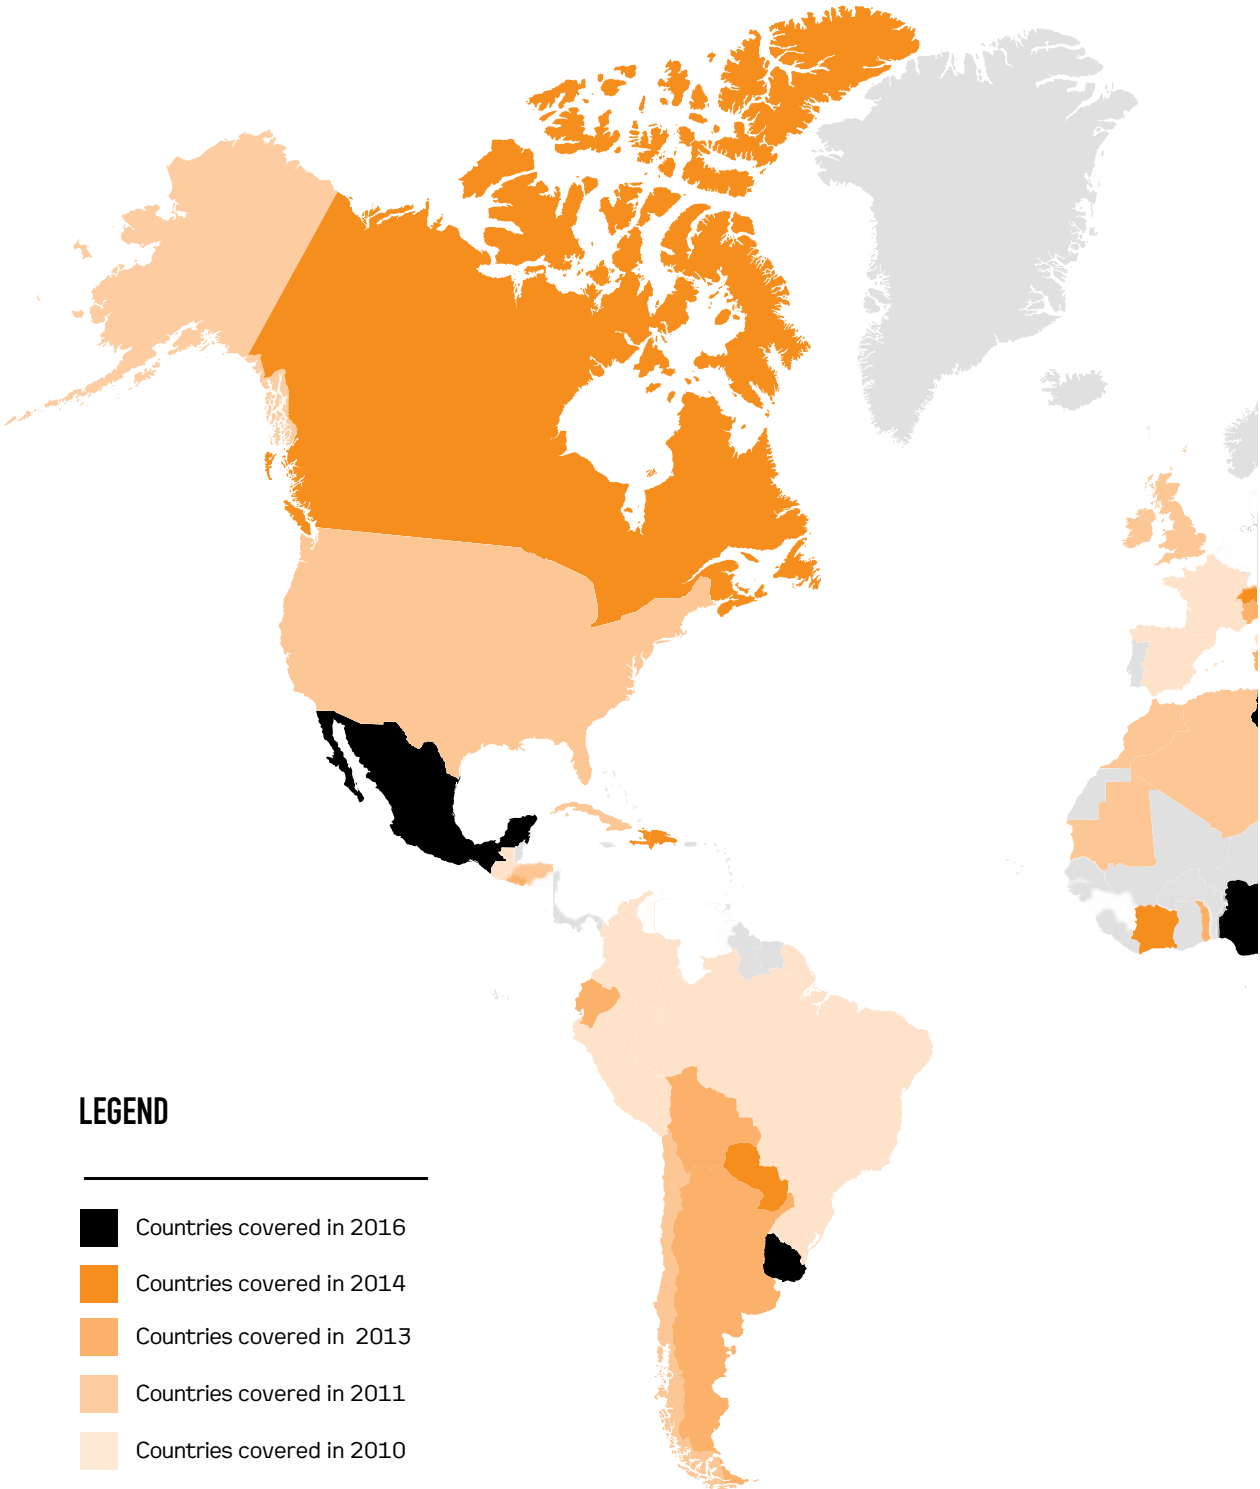 LEGEND
Countries covered in 2016
Countries covered in 2014
Countries covered in  2013
Countries covered in 2011
Countries covered in 2010